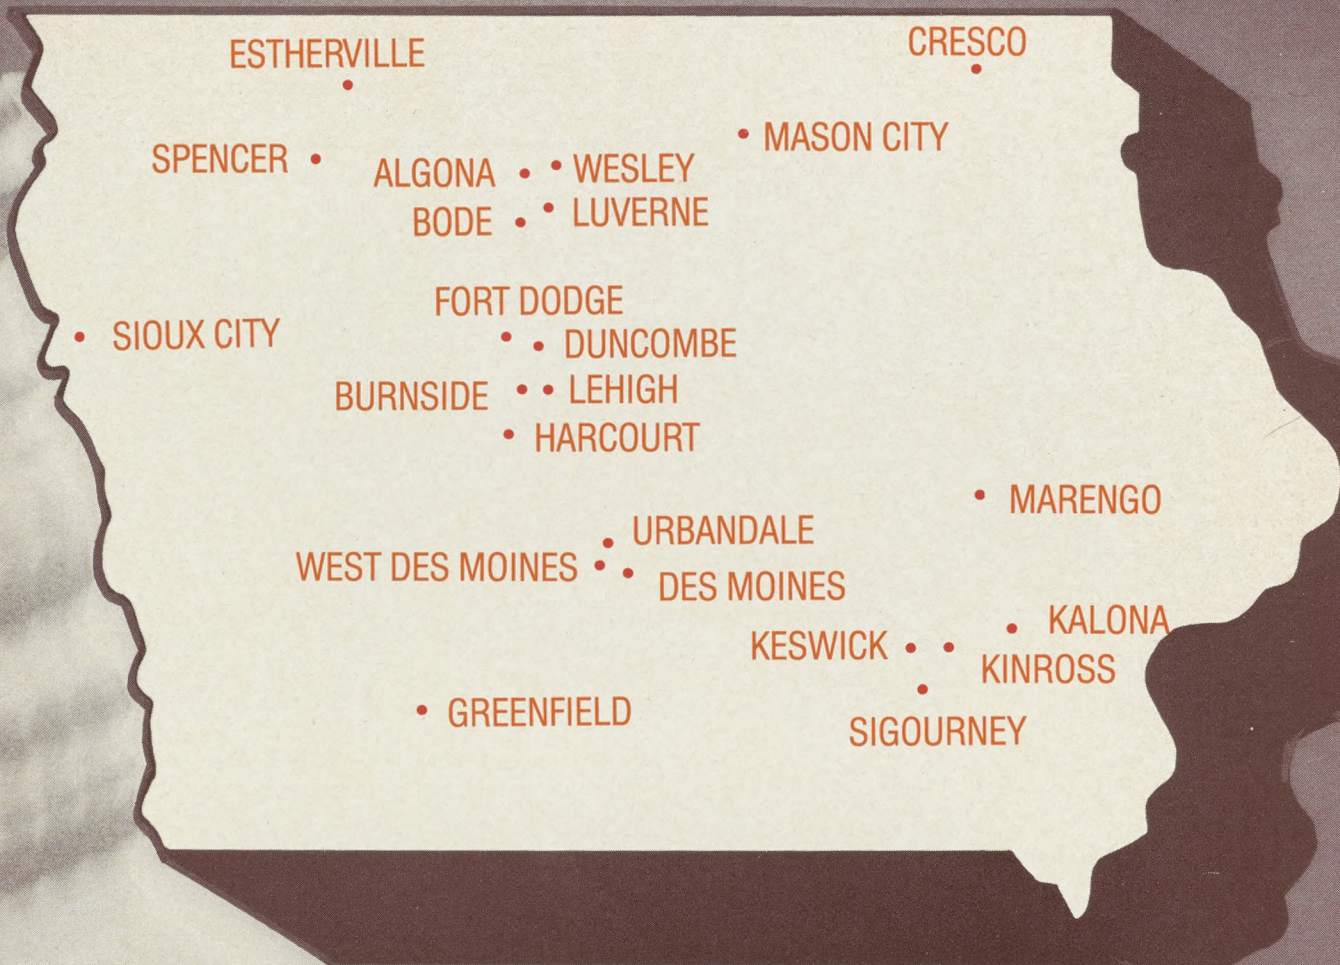 ESTHERVILLE
CRESCO
MASON CITY
SPENCER
ALGONA
WESLEY
BODE
LUVERNE
FORT DODGE
SIOUX CITY
DUNCOMBE
BURNSIDE
LEHIGH
HARCOURT
MARENGO
URBANDALE
WEST DES MOINES
DES MOINES
KALONA
KESWICK
KINROSS
GREENFIELD
SIGOURNEY